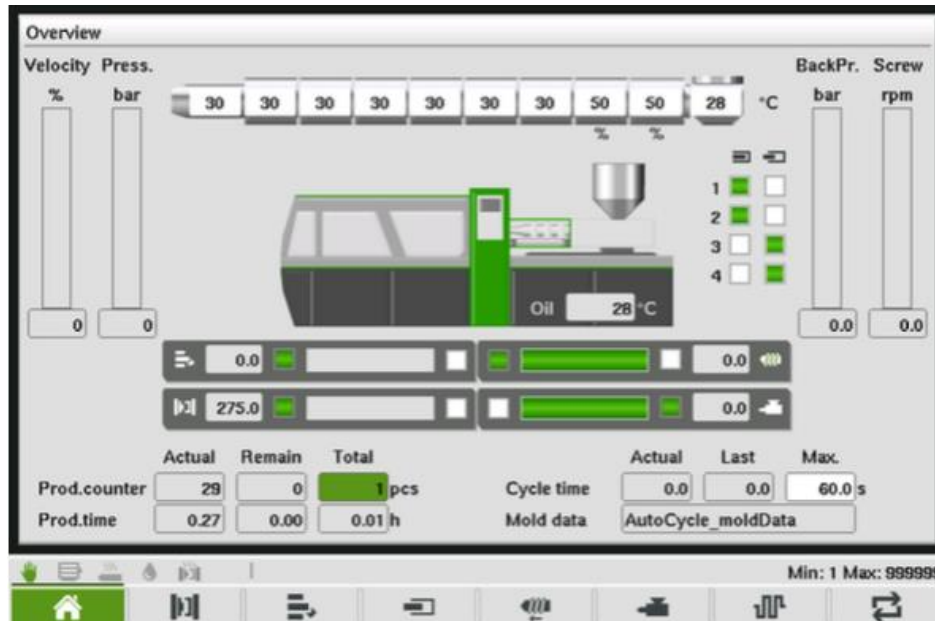 Overview
Velocity Press. BackPr. Screw
% bar bar rpm
30 30 30 30 30 30 30 50 50 28 °C
% %
1
2
3
4
Oil 28 °C
0 0 0.0 0.0
0.0 0.0
275.0 0.0
Actual Remain Total Actual Last Max.
Prod.counter 29 0 1 pcs Cycle time 0.0 0.0 60.0 s
Prod.time 0.27 0.00 0.01 h Mold data AutoCycle_moldData
Min: 1 Max: 999999